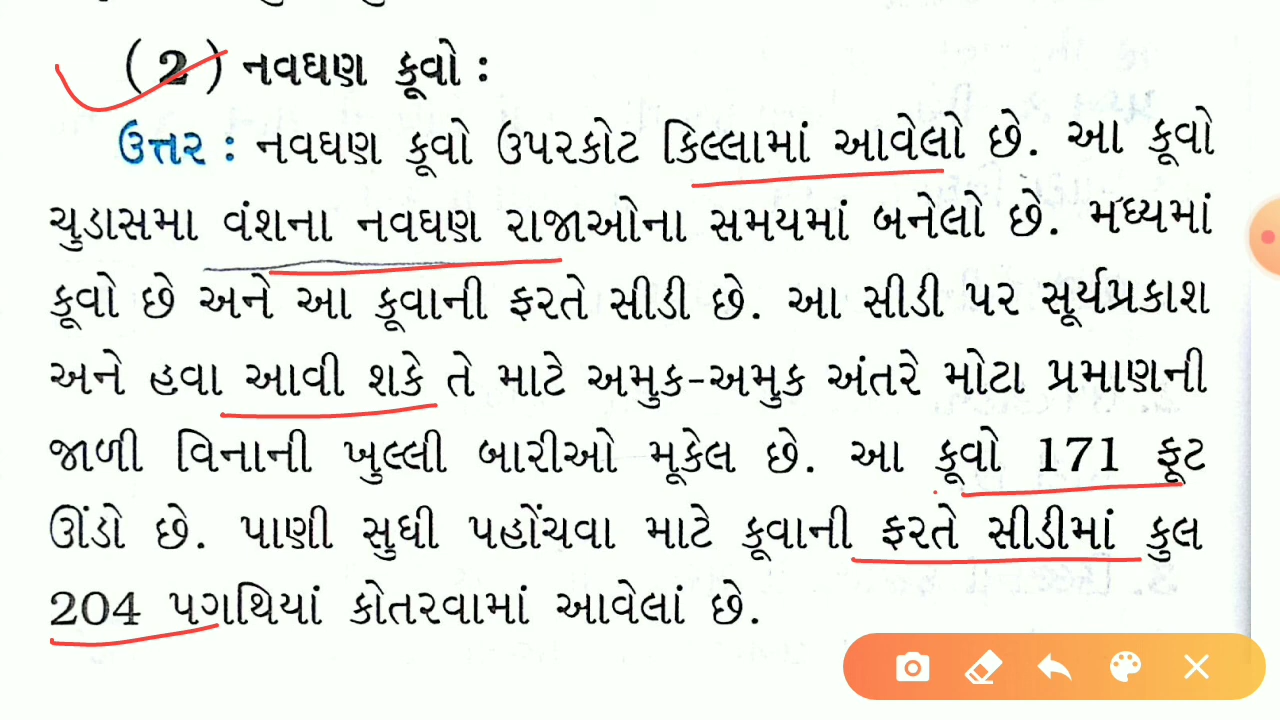 (2) નવઘણ કૂવો :
ઉત્તર : નવઘણ કૂવો ઉપરકોટ કિલ્લામાં આવેલો છે. આ કૂવો
ચુડાસમા વંશના નવઘણ રાજાઓના સમયમાં બનેલો છે. મધ્યમાં
કૂવો છે અને આ કૂવાની ફરતે સીડી છે. આ સીડી પર સૂર્યપ્રકાશ
અને હવા આવી શકે તે માટે અમુક-અમુક અંતરે મોટા પ્રમાણની
જાળી વિનાની ખુલ્લી બારીઓ મૂકેલ છે. આ કૂવો 171 ફૂટ
ઊંડો છે. પાણી સુધી પહોંચવા માટે કૂવાની ફરતે સીડીમાં કુલ
204 પગથિયાં કોતરવામાં આવેલાં છે.